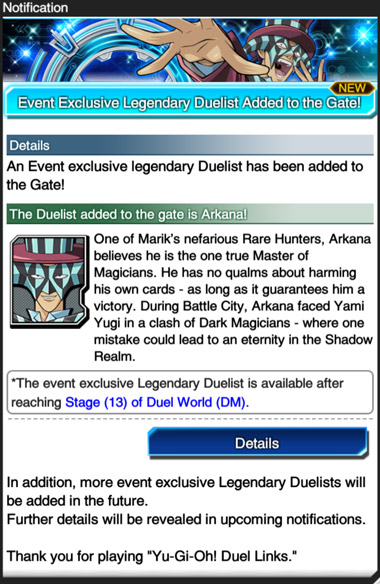 Notification
NEW
Event Exclusive Legendary Duelist Added to the Gate!
Details
An Event exclusive legendary Duelist has been added to
the Gate!
The Duelist added to the gate is Arkana!
One of Marik's nefarious Rare Hunters, Arkana
believes he is the one true Master of
Magicians. He has no qualms about harming
his own cards - as long as it guarantees him a
victory. During Battle City, Arkana faced Yami
Yugi in a clash of Dark Magicians - where one
mistake could lead to an eternity in the Shadow
Realm.
*The event exclusive Legendary Duelist is available after
reaching Stage (13) of Duel World (DM).
Details
In addition, more event exclusive Legendary Duelists will
be added in the future.
Further details will be revealed in upcoming notifications.
Thank you for playing "Yu-Gi-Oh! Duel Links."